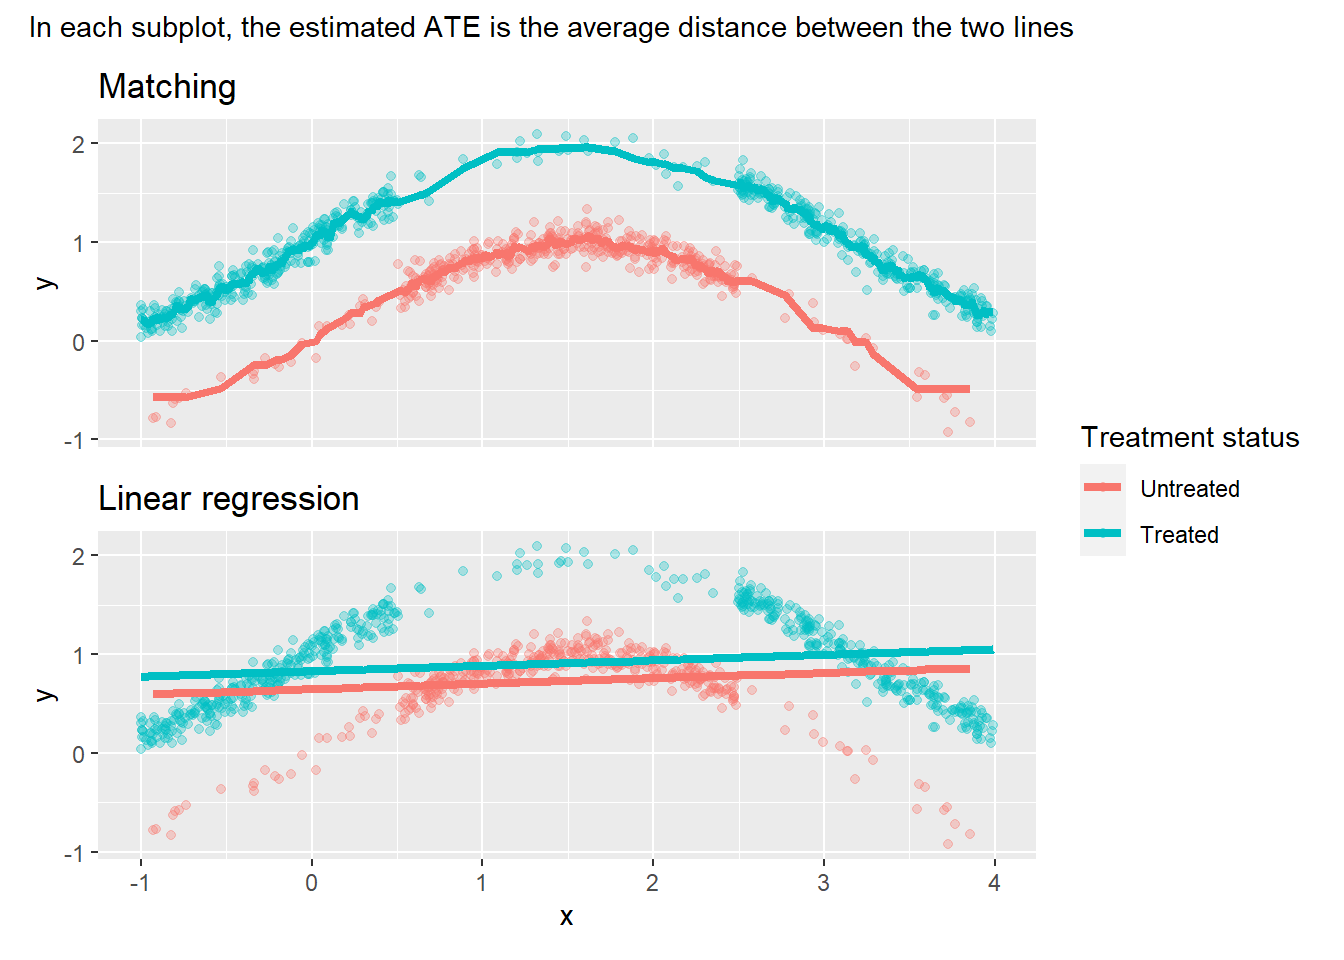 In each subplot, the estimated ATE is the average distance between the two lines
Matching
2
1
0
-1
y
Linear regression
2
1
0
-1
y
-1 0 1 2 3 4
x
Treatment status
Untreated
Treated